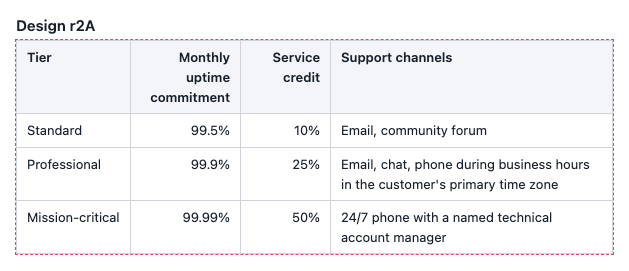 Design r2A
Tier
Monthly
uptime
commitment
Service
credit
Support channels
Standard
99.5%
10%
Email, community forum
Professional
99.9%
25%
Email, chat, phone during business hours
in the customer's primary time zone
Mission-critical
99.99%
50%
24/7 phone with a named technical
account manager